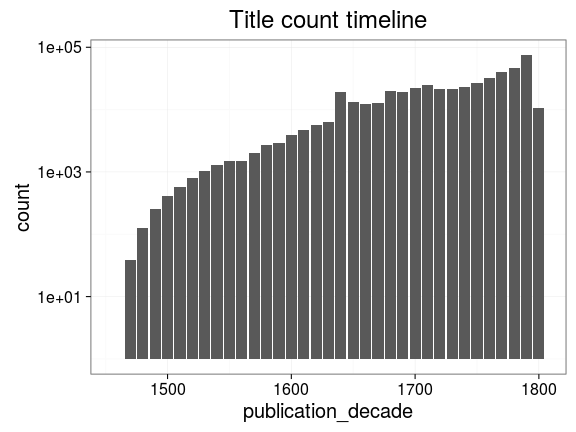 Title count timeline
1e+05
1e+03
1e+01
count
1500 1600 1700 1800
publication_decade